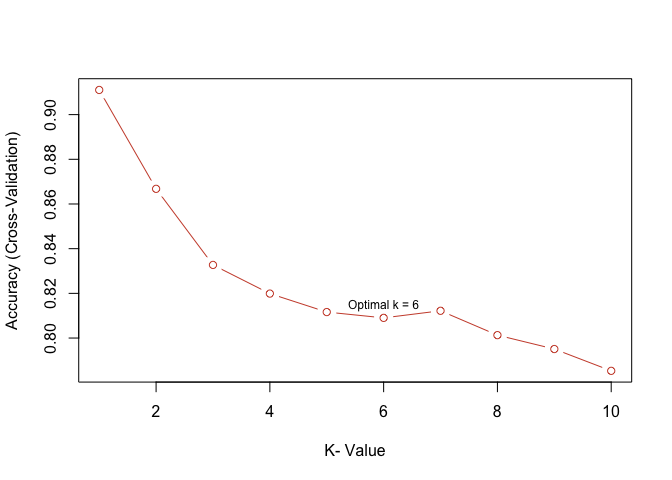 Accuracy (Cross-Validation)
0.90
0.88
0.86
0.84
0.82
0.80
Optimal k = 6
2 4 6 8 10
K- Value